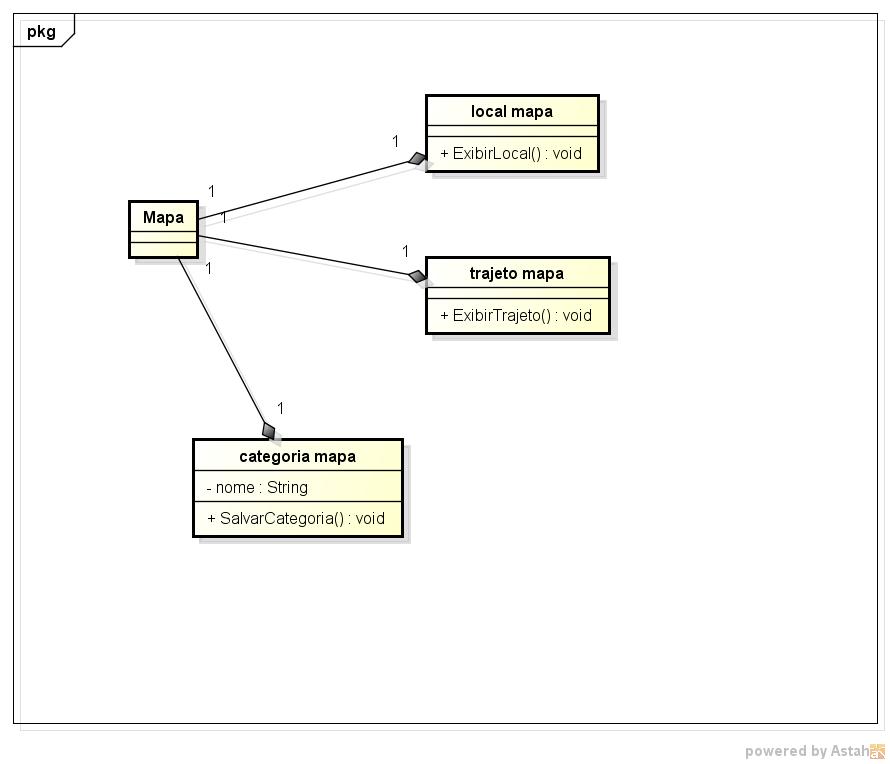 pkg
local mapa
+ ExibirLocal() : void
1
1
Mapa
1
1
trajeto mapa
+ ExibirTrajeto() : void
1
1
categoria mapa
- nome : String
+ SalvarCategoria() : void
powered by Astah